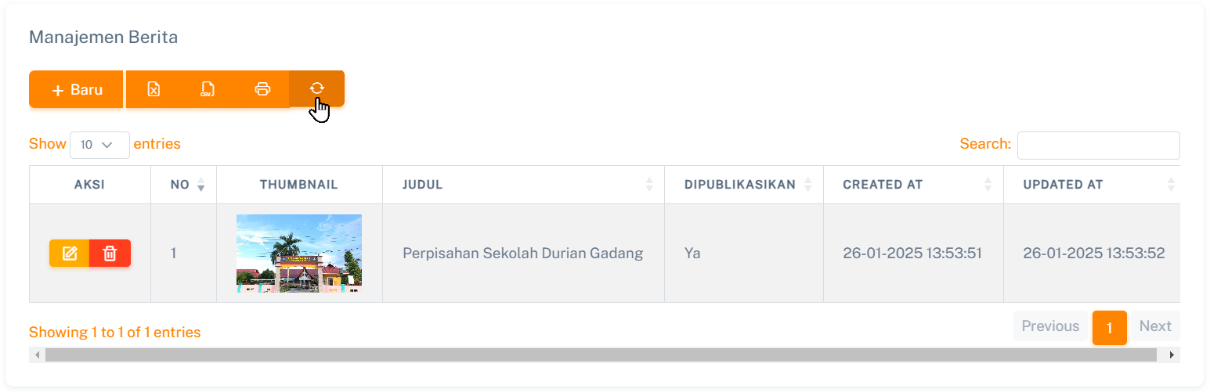 Manajemen Berita
+ Baru
Show 10 entries
Search:
AKSI NO THUMBNAIL JUDUL DIPUBLIKASIKAN CREATED AT UPDATED AT
1 Perpisahan Sekolah Durian Gadang Ya 26-01-2025 13:53:51 26-01-2025 13:53:52
Showing 1 to 1 of 1 entries
Previous 1 Next